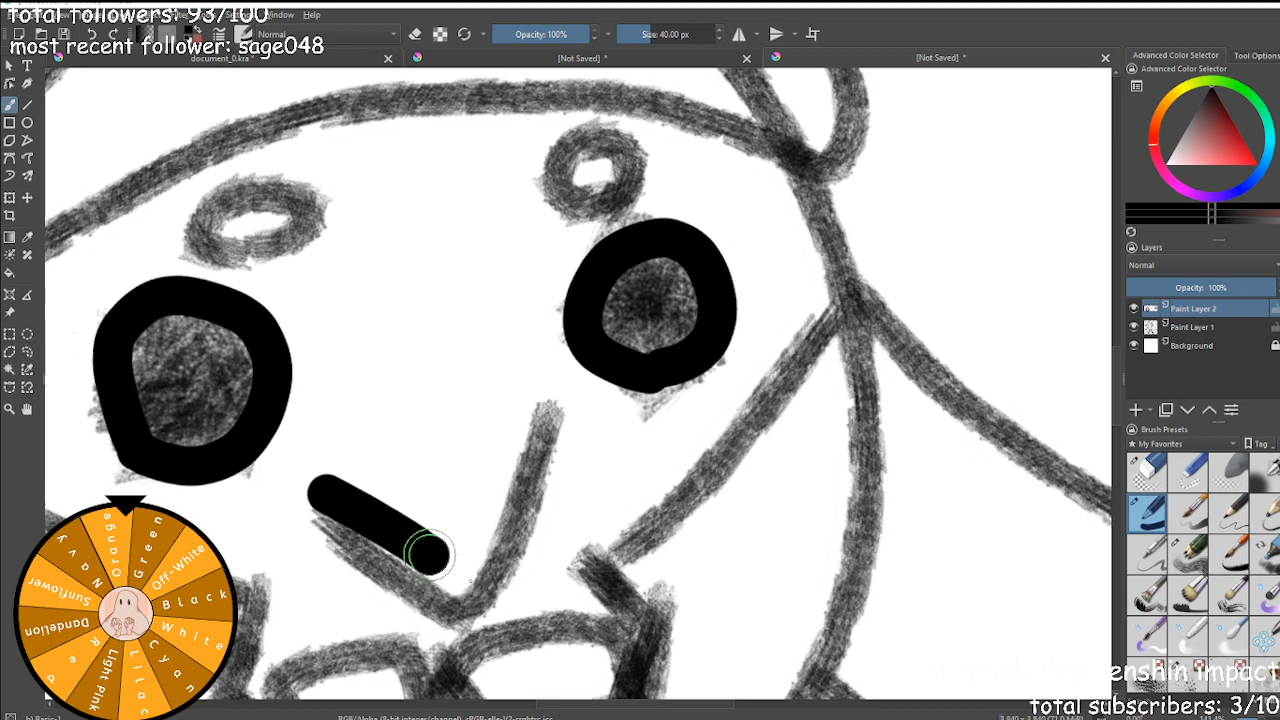 Total followers: 93/100
Window Help
most recent follower: sage048
Normal
Opacity: 100%
Size: 40.00 px
document_0.kra *
[Not Saved] *
[Not Saved] *
Advanced Color Selector
Tool Options
Advanced Color Selector
Layers
Normal
Opacity: 100%
Paint Layer 2
Paint Layer 1
Background
Brush Presets
My Favorites
Tag
Orange
Green
Off-White
Black
White
Cyan
Lilac
Light Pink
Red
Dandelion
Sunflower
Navy
genshin impact
total subscribers: 3/10